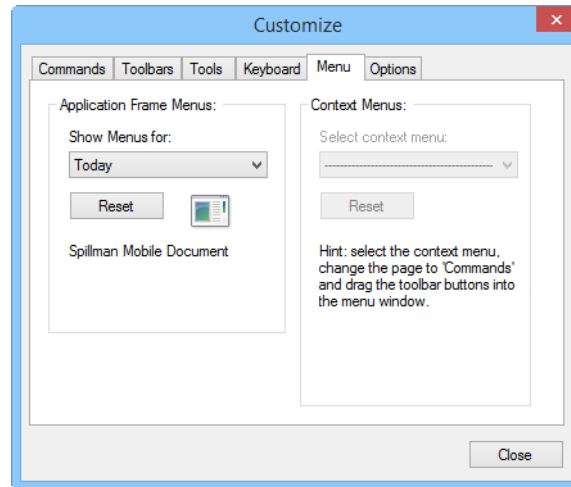 Customize
Commands Toolbars Tools Keyboard Menu Options
Application Frame Menus:
Show Menus for:
Today
Reset
Spillman Mobile Document
Context Menus:
Select context menu:
Reset
Hint: select the context menu,
change the page to 'Commands'
and drag the toolbar buttons into
the menu window.
Close